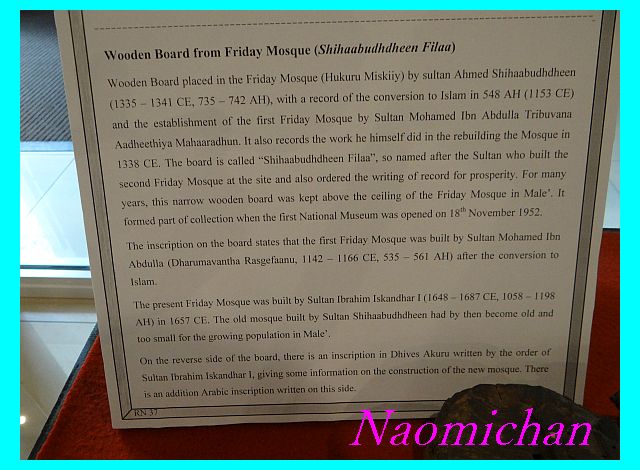 Wooden Board from Friday Mosque (Shihaabudhdheen Filaa)
Wooden Board placed in the Friday Mosque (Hukuru Miskiiy) by sultan Ahmed Shihaabudhdheen
(1335 – 1341 CE, 735 – 742 AH), with a record of the conversion to Islam in 548 AH (1153 CE)
and the establishment of the first Friday Mosque by Sultan Mohamed Ibn Abdulla Tribuvana
Aadheethiya Mahaaradhun. It also records the work he himself did in the rebuilding the Mosque in
1338 CE. The board is called "Shihaabudhdheen Filaa", so named after the Sultan who built the
second Friday Mosque at the site and also ordered the writing of record for prosperity. For many
years, this narrow wooden board was kept above the ceiling of the Friday Mosque in Male'. It
formed part of collection when the first National Museum was opened on 18th November 1952.
The inscription on the board states that the first Friday Mosque was built by Sultan Mohamed Ibn
Abdulla (Dharumavantha Rasgefaanu, 1142 – 1166 CE, 535 – 561 AH) after the conversion to
Islam.
The present Friday Mosque was built by Sultan Ibrahim Iskandhar I (1648 – 1687 CE, 1058 – 1198
AH) in 1657 CE. The old mosque built by Sultan Shihaabudhdheen had by then become old and
too small for the growing population in Male'.
On the reverse side of the board, there is an inscription in Dhives Akuru written by the order of
Sultan Ibrahim Iskandhar I, giving some information on the construction of the new mosque. There
is an addition Arabic inscription written on this side.
RN 37
Naomichan